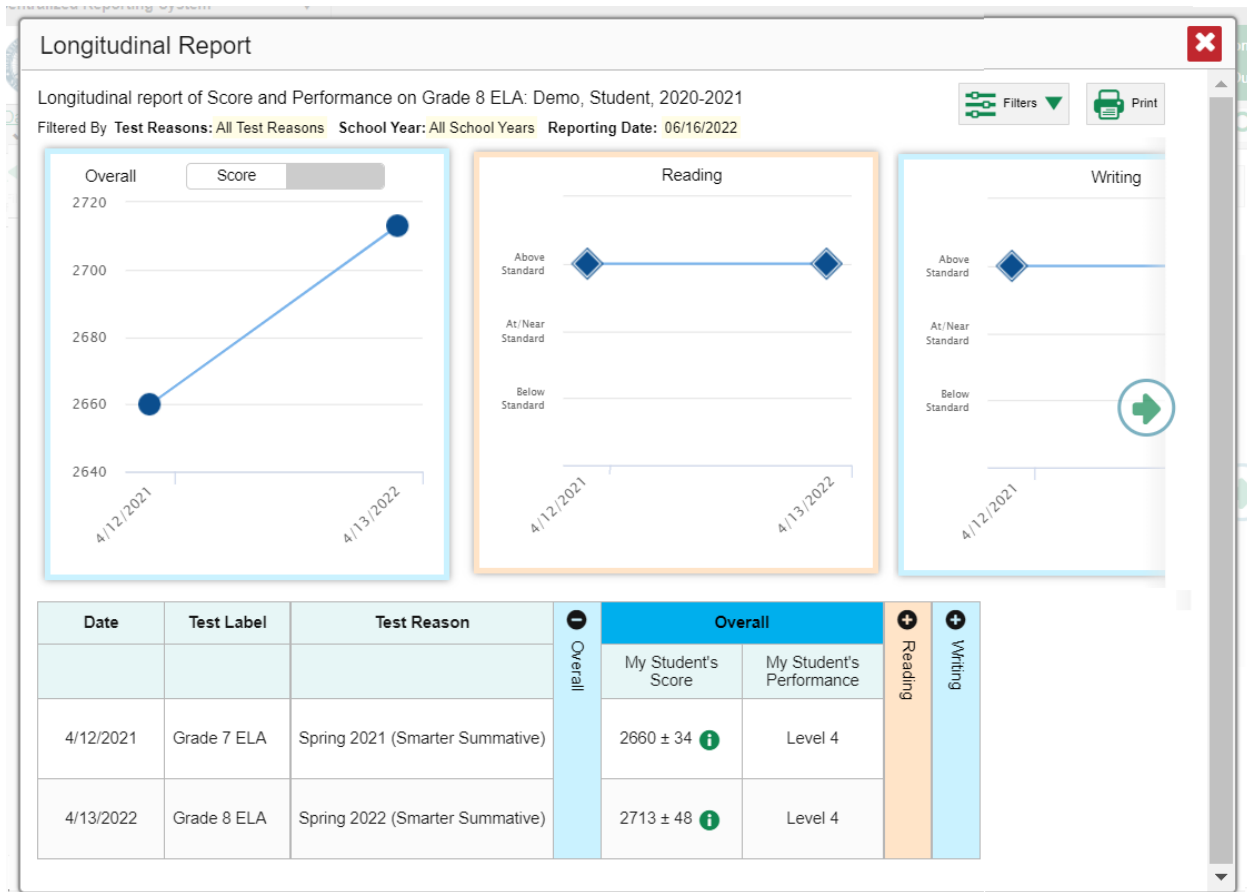 Centralized Reporting System
Longitudinal Report
Longitudinal report of Score and Performance on Grade 8 ELA: Demo, Student, 2020-2021
Filtered By Test Reasons: All Test Reasons School Year: All School Years Reporting Date: 06/16/2022
Filters
Print
Overall
Score
2720
2700
2680
2660
2640
4/12/2021
4/13/2022
Reading
Above
Standard
At/Near
Standard
Below
Standard
4/12/2021
4/13/2022
Writing
Above
Standard
At/Near
Standard
Below
Standard
4/12/2021
Date Test Label Test Reason Overall Overall Reading Writing
My Student's
Score
My Student's
Performance
4/12/2021 Grade 7 ELA Spring 2021 (Smarter Summative) 2660 ± 34 Level 4
4/13/2022 Grade 8 ELA Spring 2022 (Smarter Summative) 2713 ± 48 Level 4